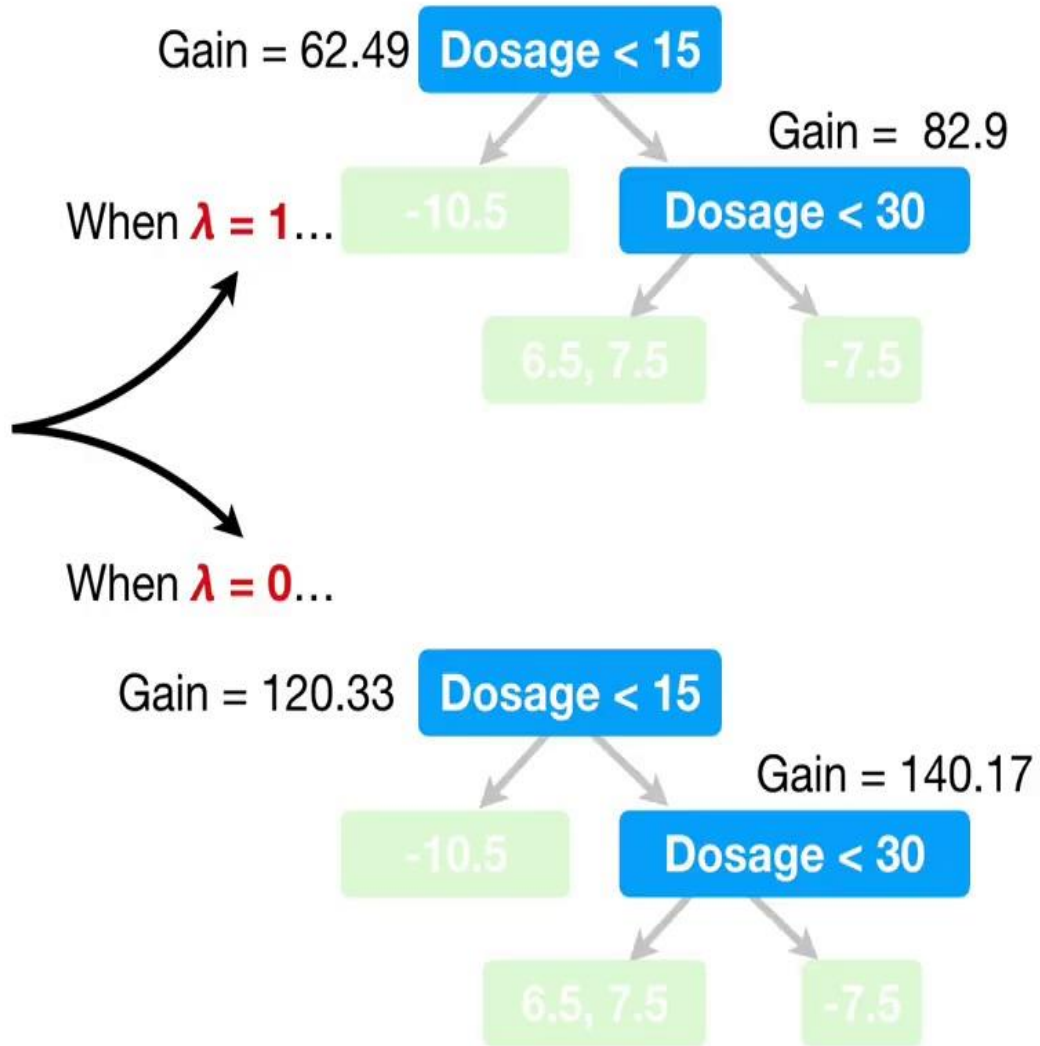 Gain = 62.49 Dosage < 15
Gain = 82.9
When λ = 1... -10.5 Dosage < 30
6.5, 7.5 -7.5
When λ = 0...
Gain = 120.33 Dosage < 15
Gain = 140.17
-10.5 Dosage < 30
6.5, 7.5 -7.5